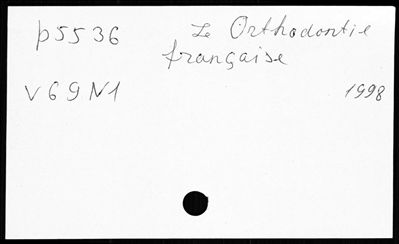 p5536 Le Orthodontie
française
V69N1 1998